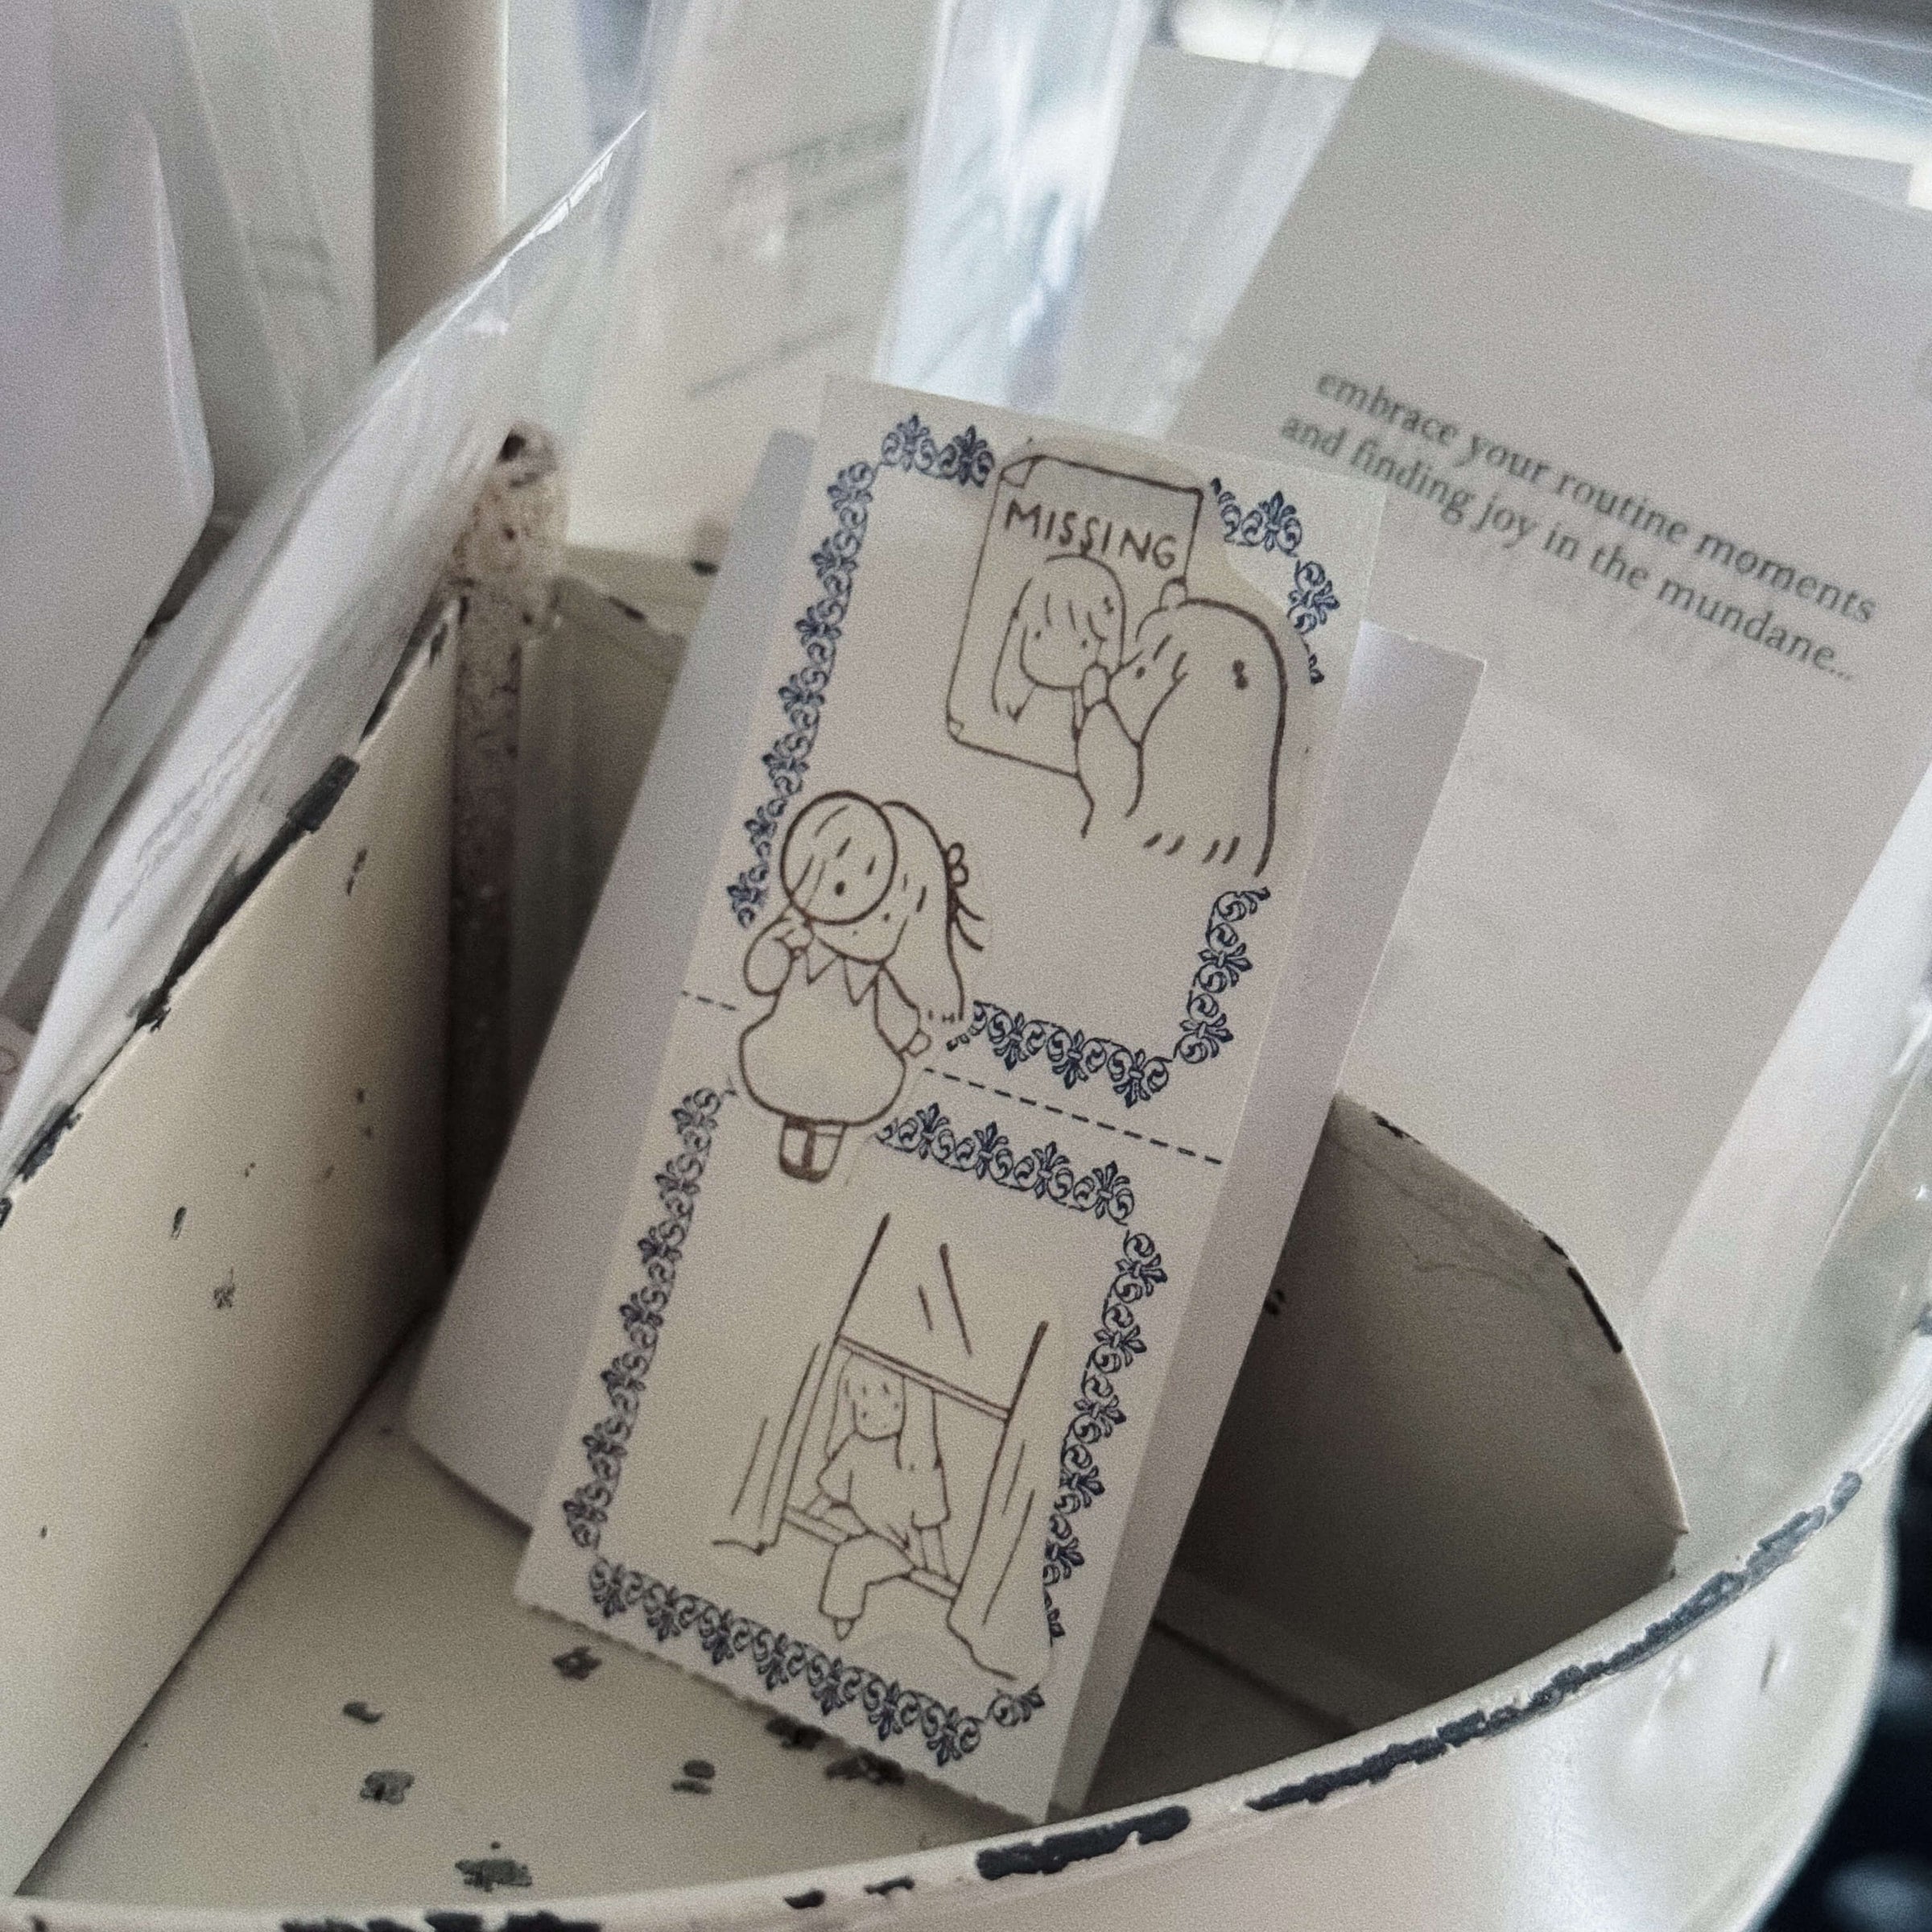 MISSING
embrace your routine moments
and finding joy in the mundane...